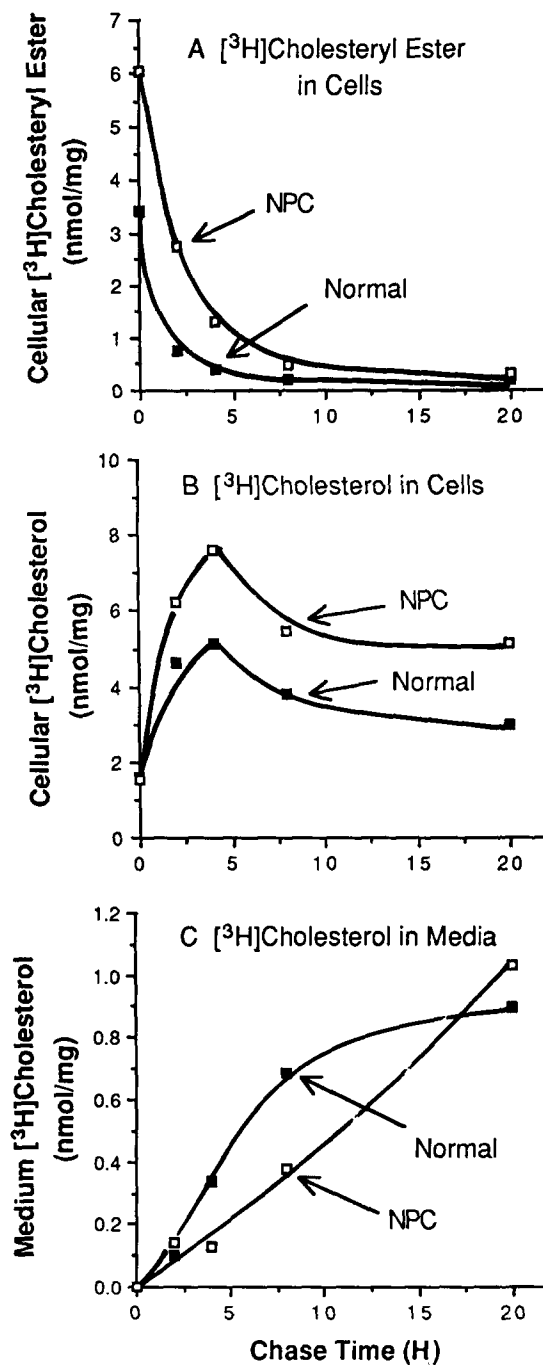 A [³H]Cholesteryl Ester
in Cells
Cellular [³H]Cholesteryl Ester
(nmol/mg)
7
6
5
4
3
2
1
0
NPC
Normal
0 5 10 15 20
B [³H]Cholesterol in Cells
Cellular [³H]Cholesterol
(nmol/mg)
10
8
6
4
2
0
NPC
Normal
0 5 10 15 20
C [³H]Cholesterol in Media
Medium [³H]Cholesterol
(nmol/mg)
1.2
1.0
0.8
0.6
0.4
0.2
0.0
Normal
NPC
0 5 10 15 20
Chase Time (H)